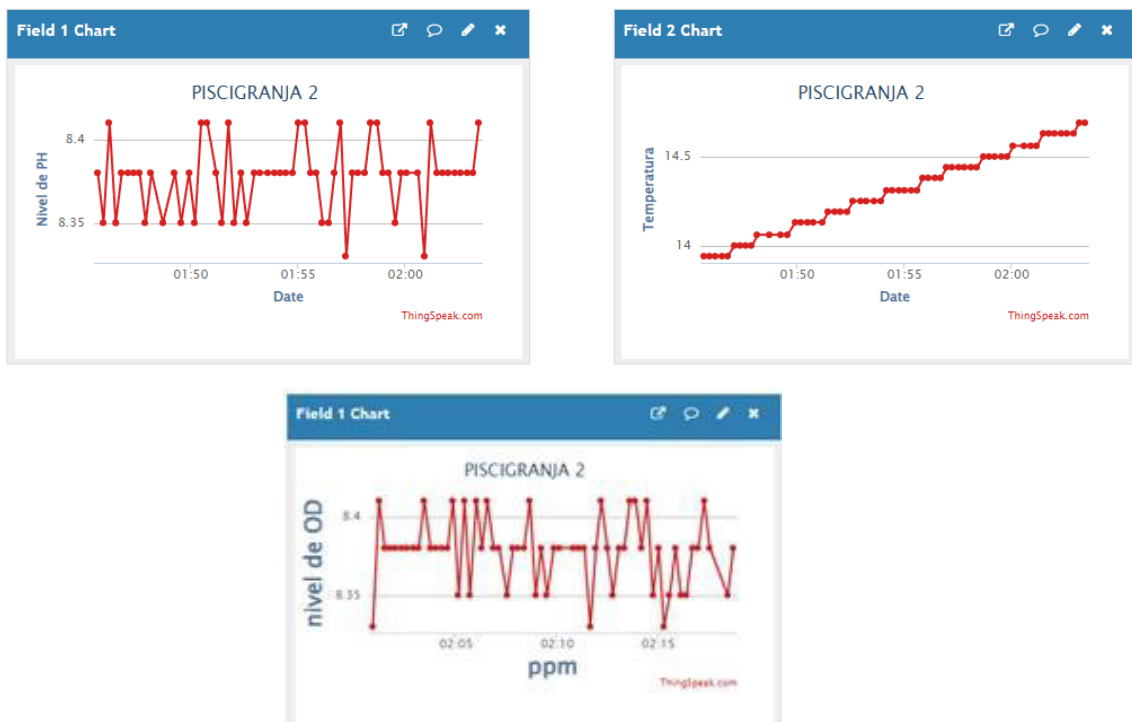 Field 1 Chart
PISCIGRANJA 2
Nivel de PH
8.4
8.35
01:50
01:55
02:00
Date
ThingSpeak.com
Field 2 Chart
PISCIGRANJA 2
Temperatura
14.5
14
01:50
01:55
02:00
Date
ThingSpeak.com
Field 1 Chart
PISCIGRANJA 2
nivel de OD
8.4
8.35
02:05
02:10
02:15
ppm
ThingSpeak.com